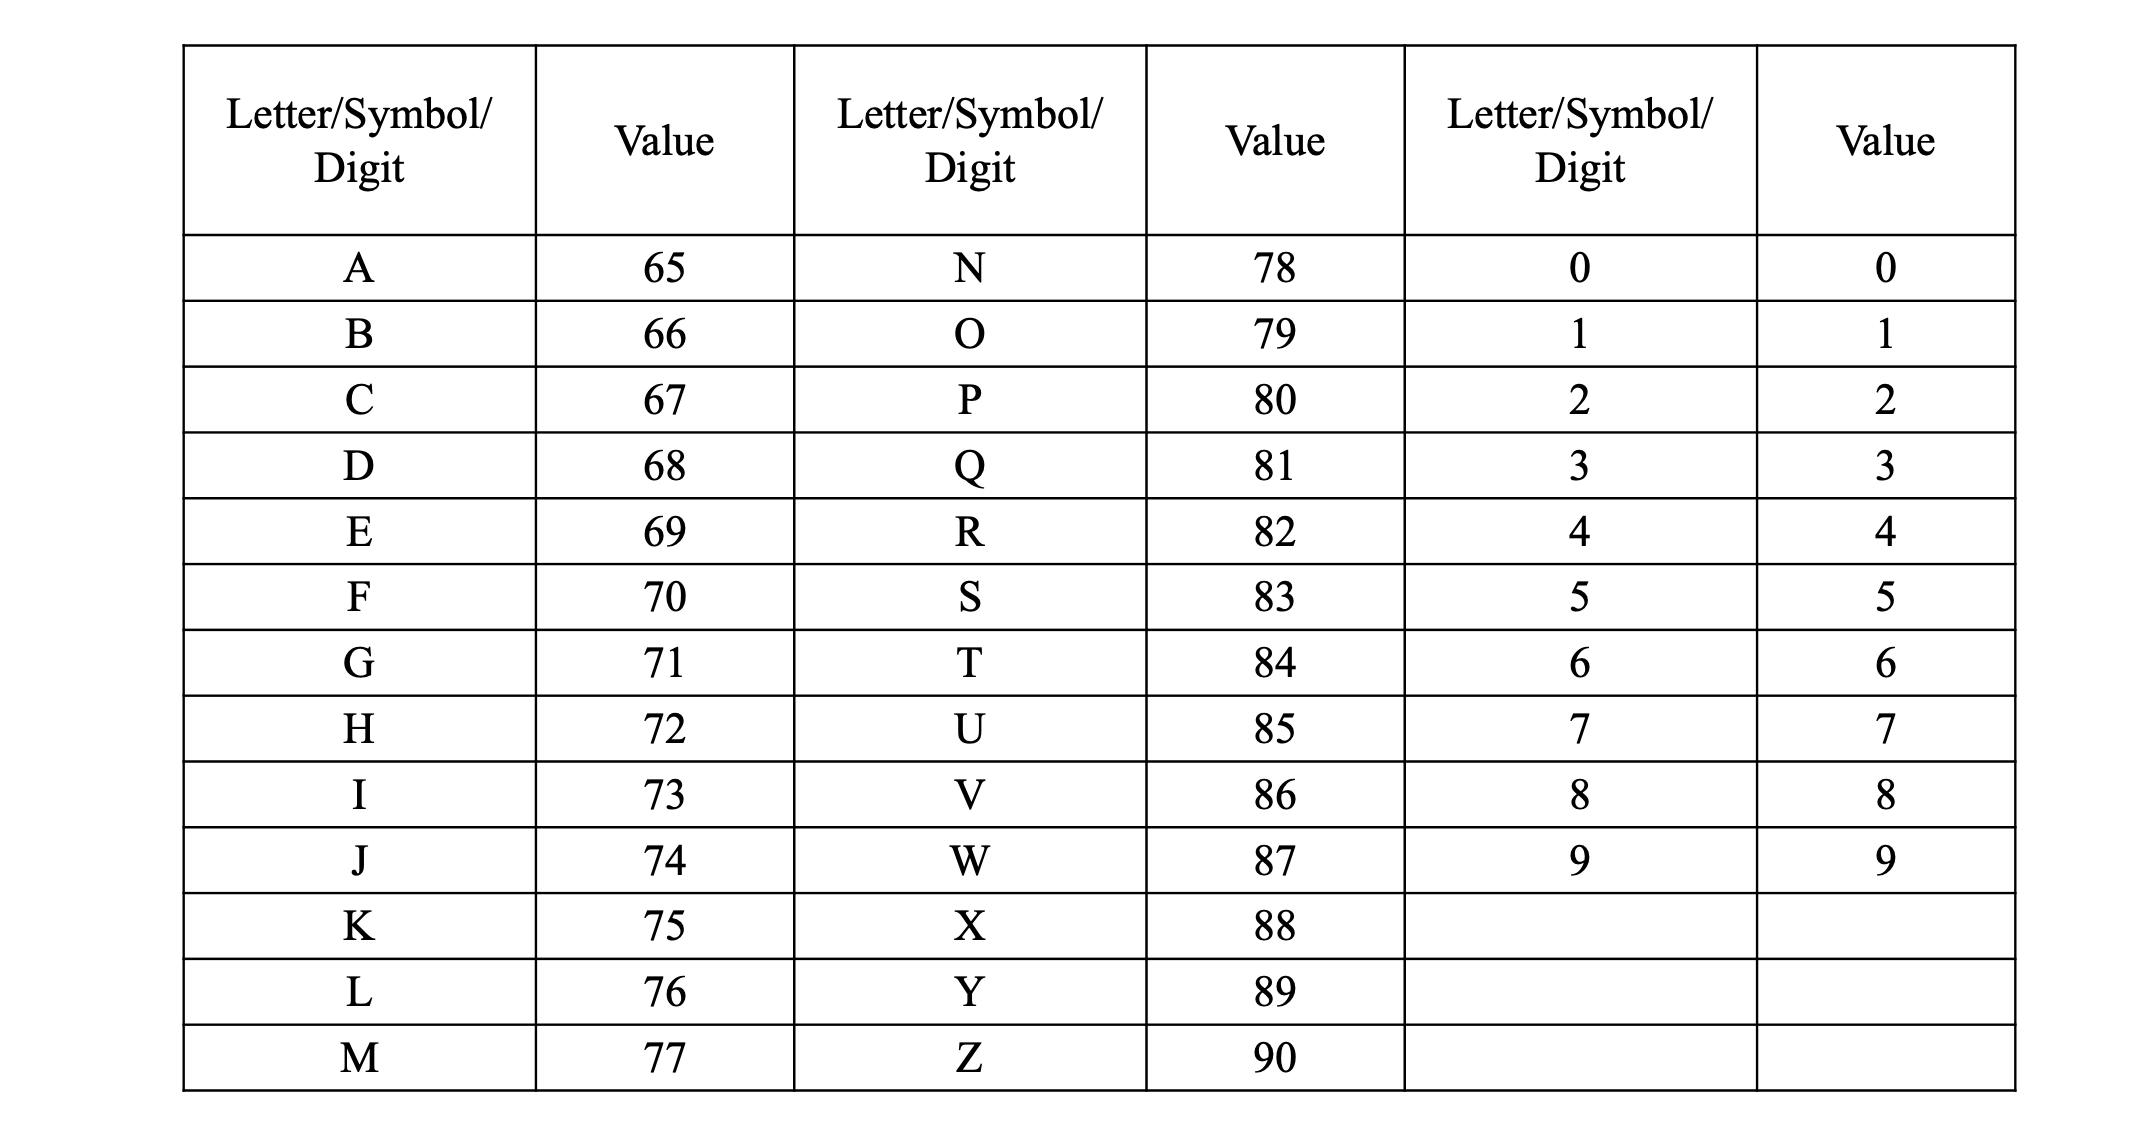 Letter/Symbol/ Digit Value Letter/Symbol/ Digit Value Letter/Symbol/ Digit Value
A 65 N 78 0 0
B 66 O 79 1 1
C 67 P 80 2 2
D 68 Q 81 3 3
E 69 R 82 4 4
F 70 S 83 5 5
G 71 T 84 6 6
H 72 U 85 7 7
I 73 V 86 8 8
J 74 W 87 9 9
K 75 X 88
L 76 Y 89
M 77 Z 90